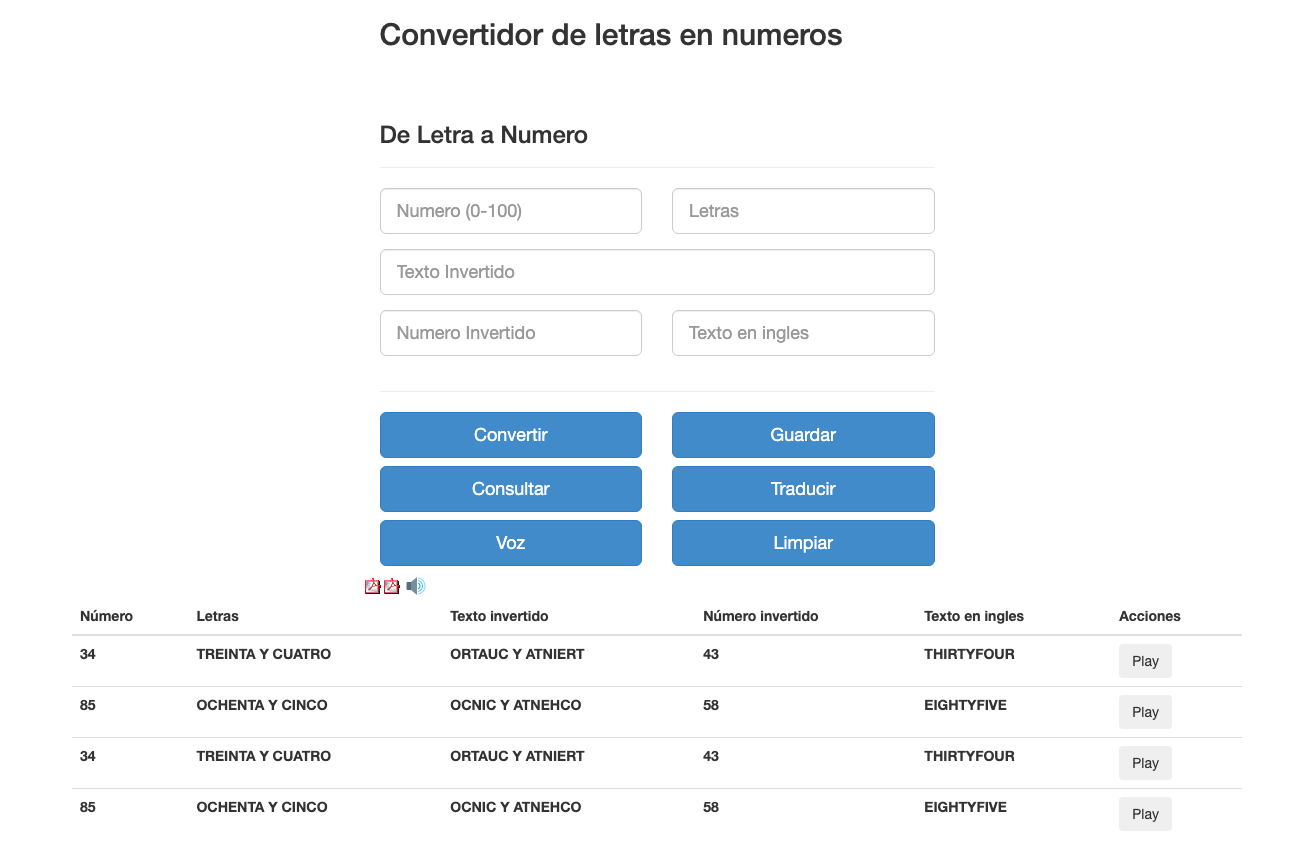 Convertidor de letras en numeros
De Letra a Numero
Numero (0-100) Letras
Texto Invertido
Numero Invertido Texto en ingles
Convertir Guardar
Consultar Traducir
Voz Limpiar
Número Letras Texto invertido Número invertido Texto en ingles Acciones
34 TREINTA Y CUATRO ORTAUC Y ATNIERT 43 THIRTYFOUR Play
85 OCHENTA Y CINCO OCNIC Y ATNEHCO 58 EIGHTYFIVE Play
34 TREINTA Y CUATRO ORTAUC Y ATNIERT 43 THIRTYFOUR Play
85 OCHENTA Y CINCO OCNIC Y ATNEHCO 58 EIGHTYFIVE Play